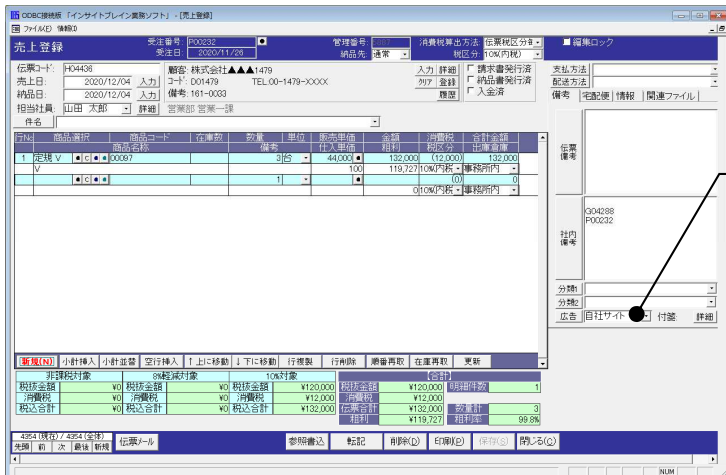 ODBC接続版 「インサイトブレイン業務ソフト」 - [売上登録]
ファイル(F) 情報(I)
売上登録 受注番号: P00232 管理番号: 消費税算出方法: 伝票税区分 編集ロック
受注日: 2020/11/26 納品先: 通常 税区分: 10%(内税)
伝票コード: H04436 顧客: 株式会社▲▲▲1479 入力 詳細 請求書発行済 支払方法
売上日: 2020/12/04 入力 コード: D01479 TEL:00-1479-XXXX クリア 登録 納品書発行済 配送方法
納品日: 2020/12/04 入力 備考: 161-0033 履歴 入金済 備考 宅配便 情報 関連ファイル
担当社員: 山田 太郎 詳細 営業部 営業一課
件名
行No 商品選択 商品コード 在庫数 数量 単位 販売単価 金額 消費税 合計金額
商品名称 備考 仕入単価 粗利 税区分 出庫倉庫
1 定規 V C 00097 3 台 44,000 132,000 (12,000) 132,000
V 100 119,727 10%(内税) 事務所内
C 1 (0) 0
0 10%(内税) 事務所内
伝票備考
社内備考
G04288
P00232
分類1
分類2
広告 自社サイト 付箋: 詳細
新規(N) 小計挿入 小計並替 空行挿入 ↑上に移動 ↓下に移動 行複製 行削除 順番再取 在庫再取 更新
非課税対象 8%軽減対象 10%対象 【合計】
税抜金額 ¥0 税抜金額 ¥0 税抜金額 ¥120,000 税抜金額 ¥120,000 明細件数 1
消費税 ¥0 消費税 ¥0 消費税 ¥12,000 消費税 ¥12,000
税込合計 ¥0 税込合計 ¥0 税込合計 ¥132,000 伝票合計 ¥132,000 数量計 3
粗利 ¥119,727 粗利率 99.8%
4354 (現在) / 4354 (全体)
先頭 前 次 最後 新規 伝票メール 参照書込 転記 削除(D) 印刷(P) 保存(S) 閉じる(C)
NUM